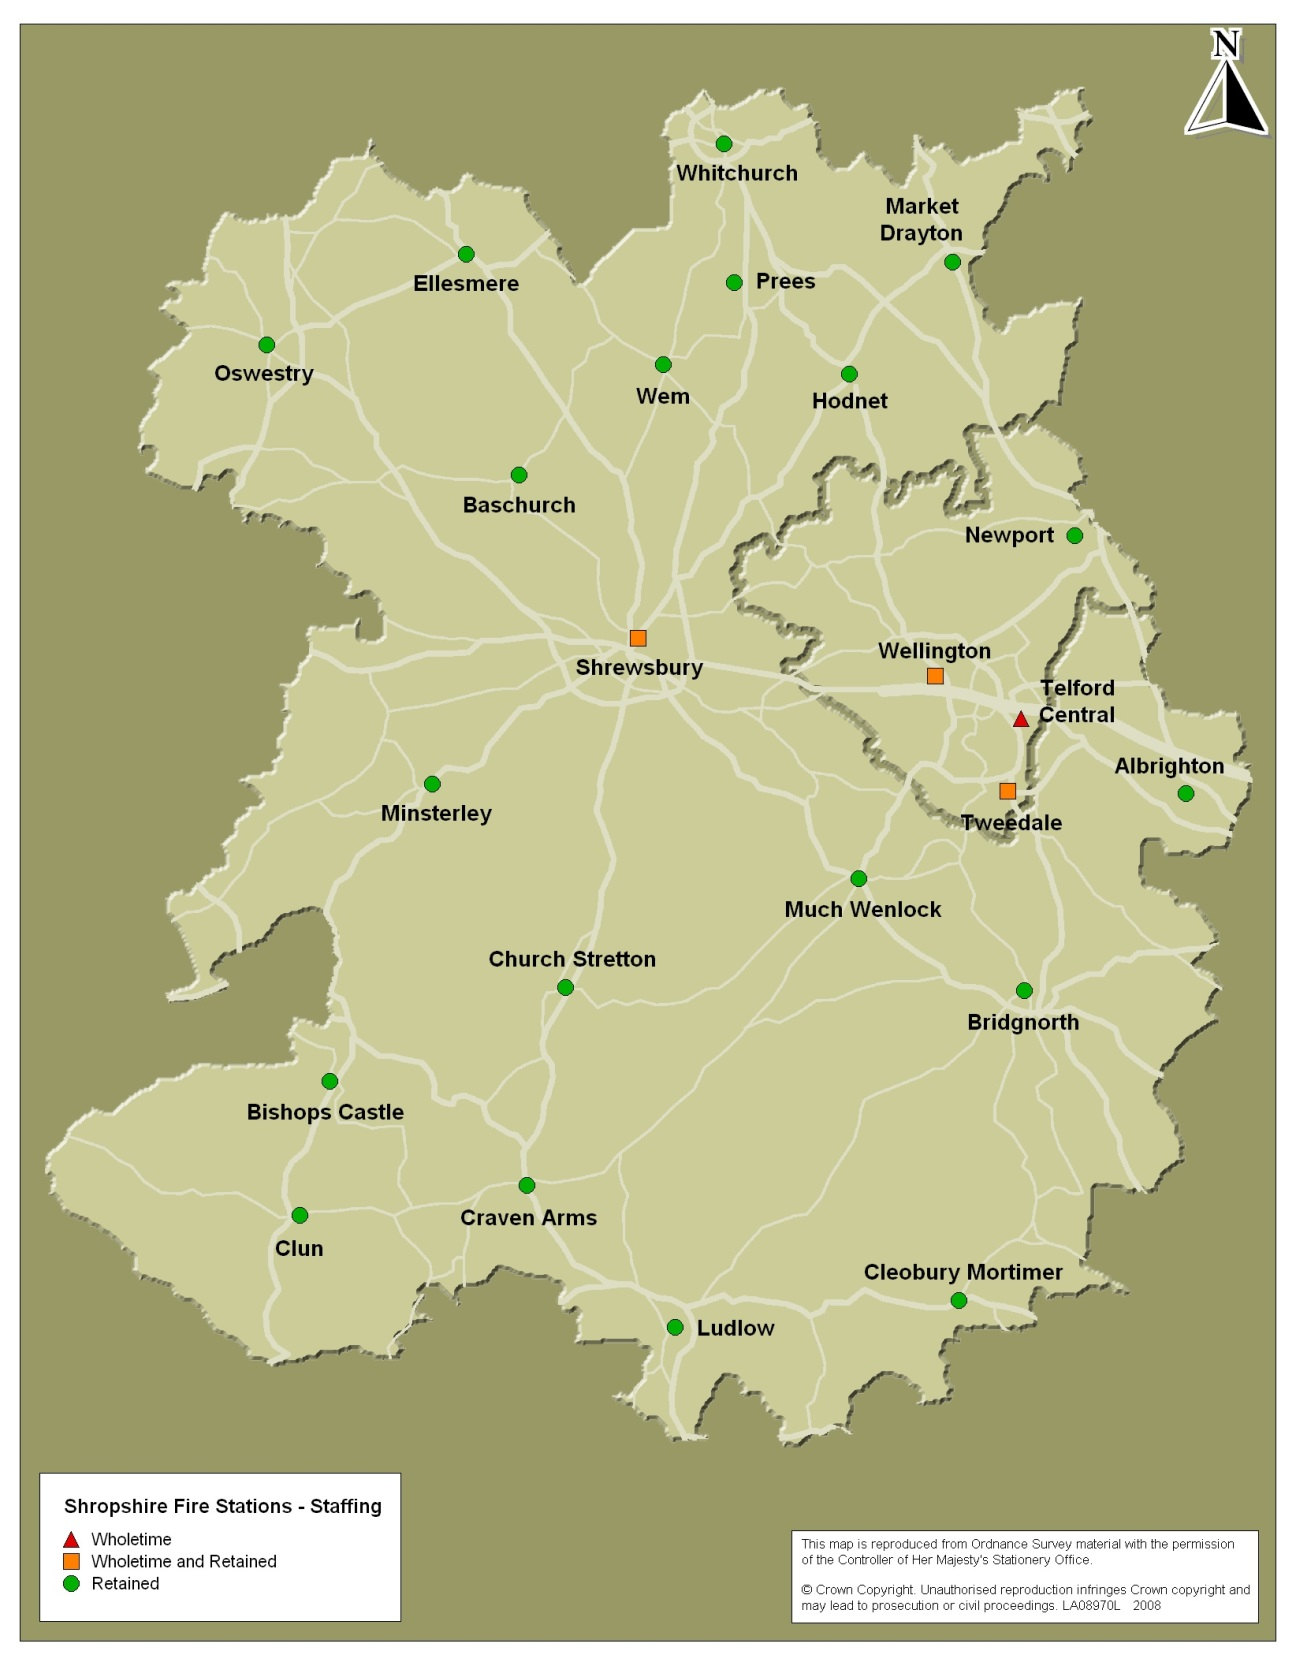 N
Whitchurch
Market
Drayton
Ellesmere
Prees
Oswestry
Wem
Hodnet
Baschurch
Newport
Wellington
Shrewsbury
Telford
Central
Albrighton
Minsterley
Tweedale
Much Wenlock
Church Stretton
Bridgnorth
Bishops Castle
Craven Arms
Clun
Cleobury Mortimer
Ludlow
Shropshire Fire Stations - Staffing
Wholetime
Wholetime and Retained
Retained
This map is reproduced from Ordnance Survey material with the permission
of the Controller of Her Majesty's Stationery Office.
© Crown Copyright. Unauthorised reproduction infringes Crown copyright and
may lead to prosecution or civil proceedings. LA08970L 2008